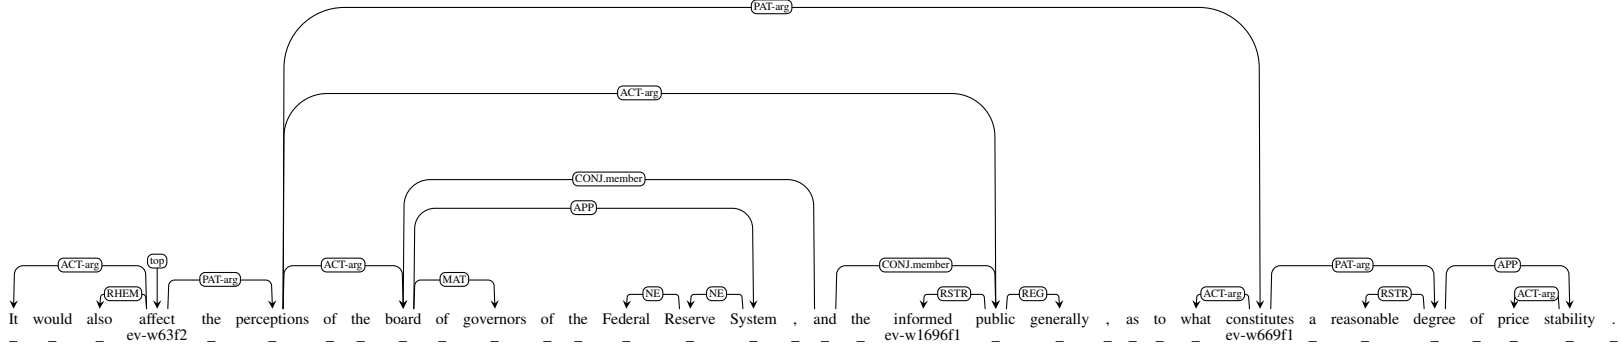 PAT-arg
ACT-arg
CONJ.member
APP
ACT-arg top PAT-arg ACT-arg MAT CONJ.member PAT-arg APP
RHEM NE NE RSTR REG ACT-arg RSTR ACT-arg
It would also affect the perceptions of the board of governors of the Federal Reserve System , and the informed public generally , as to what constitutes a reasonable degree of price stability .
_ _ _ ev-w63f2 _ _ _ _ _ _ _ _ _ _ _ _ _ _ _ ev-w1696f1 _ _ _ _ _ _ ev-w669f1 _ _ _ _ _ _ _